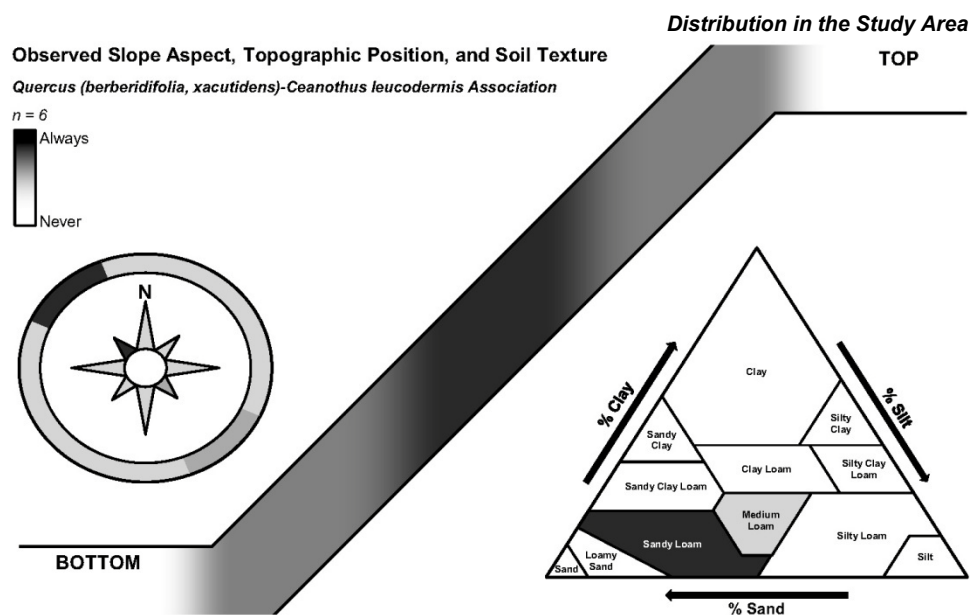 Distribution in the Study Area
Observed Slope Aspect, Topographic Position, and Soil Texture
Quercus (berberidifolia, xacutidens)-Ceanothus leucodermis Association
n = 6
Always
Never
N
TOP
BOTTOM
% Clay
% Silt
% Sand
Clay
Silty
Clay
Sandy
Clay
Clay Loam
Silty Clay
Loam
Sandy Clay Loam
Medium
Loam
Sandy Loam
Silty Loam
Sand
Loamy
Sand
Silt